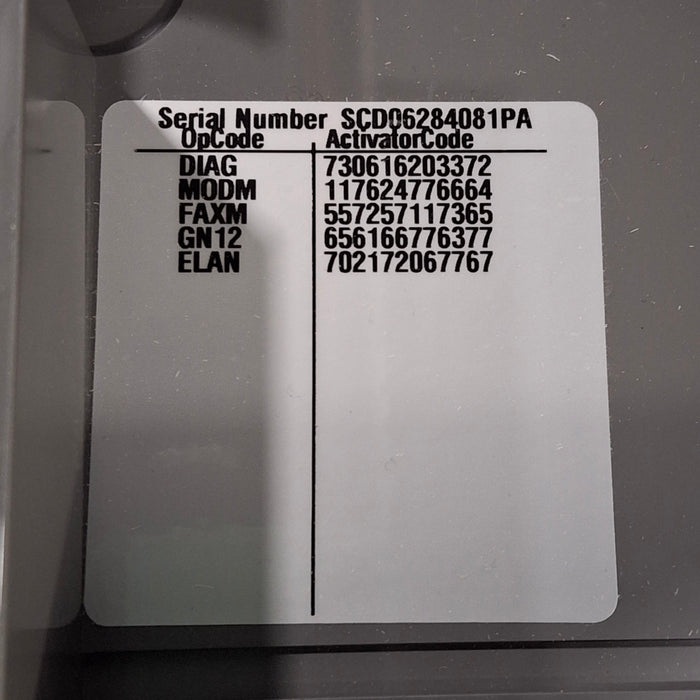 Serial Number SCD06284081PA
OpCode ActivatorCode
DIAG 730616203372
MODM 117624776664
FAXM 557257117365
GN12 656166776377
ELAN 702172067767